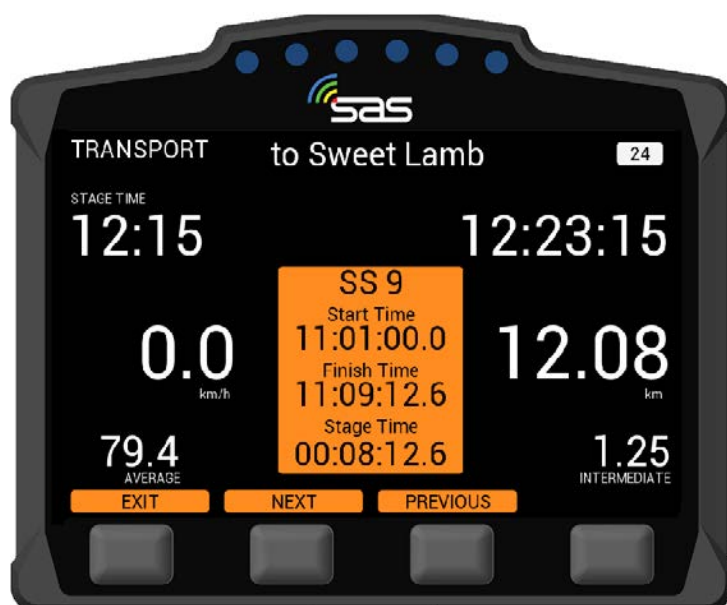 sas
TRANSPORT to Sweet Lamb 24
STAGE TIME
12:15 12:23:15
SS 9
Start Time
11:01:00.0
Finish Time
11:09:12.6
Stage Time
00:08:12.6
0.0
km/h
12.08
km
79.4
AVERAGE
1.25
INTERMEDIATE
EXIT NEXT PREVIOUS